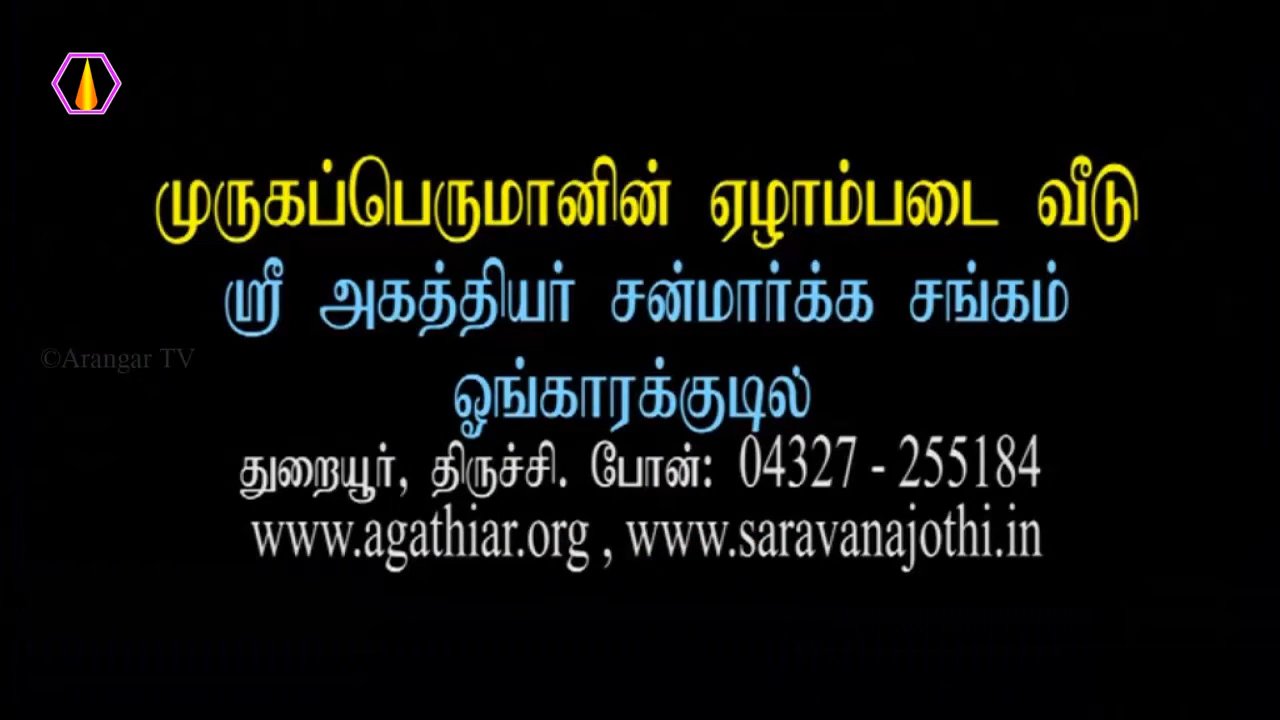 முருகப்பெருமானின் ஏழாம்படை வீடு
ஸ்ரீ அகத்தியர் சன்மார்க்க சங்கம்
©Arangar TV
ஓங்காரக்குடில்
துறையூர், திருச்சி. போன்: 04327 - 255184
www.agathiar.org , www.saravanajothi.in